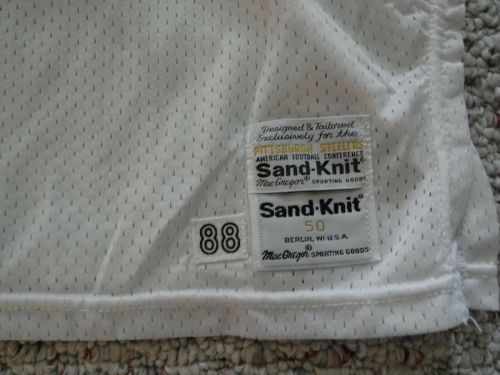 Designed & Tailored
Exclusively for the
PITTSBURGH STEELERS
AMERICAN FOOTBALL CONFERENCE
Sand-Knit®
MacGregor® SPORTING GOODS
88
Sand-Knit®
50
BERLIN, WI U.S.A.
®
MacGregor SPORTING GOODS